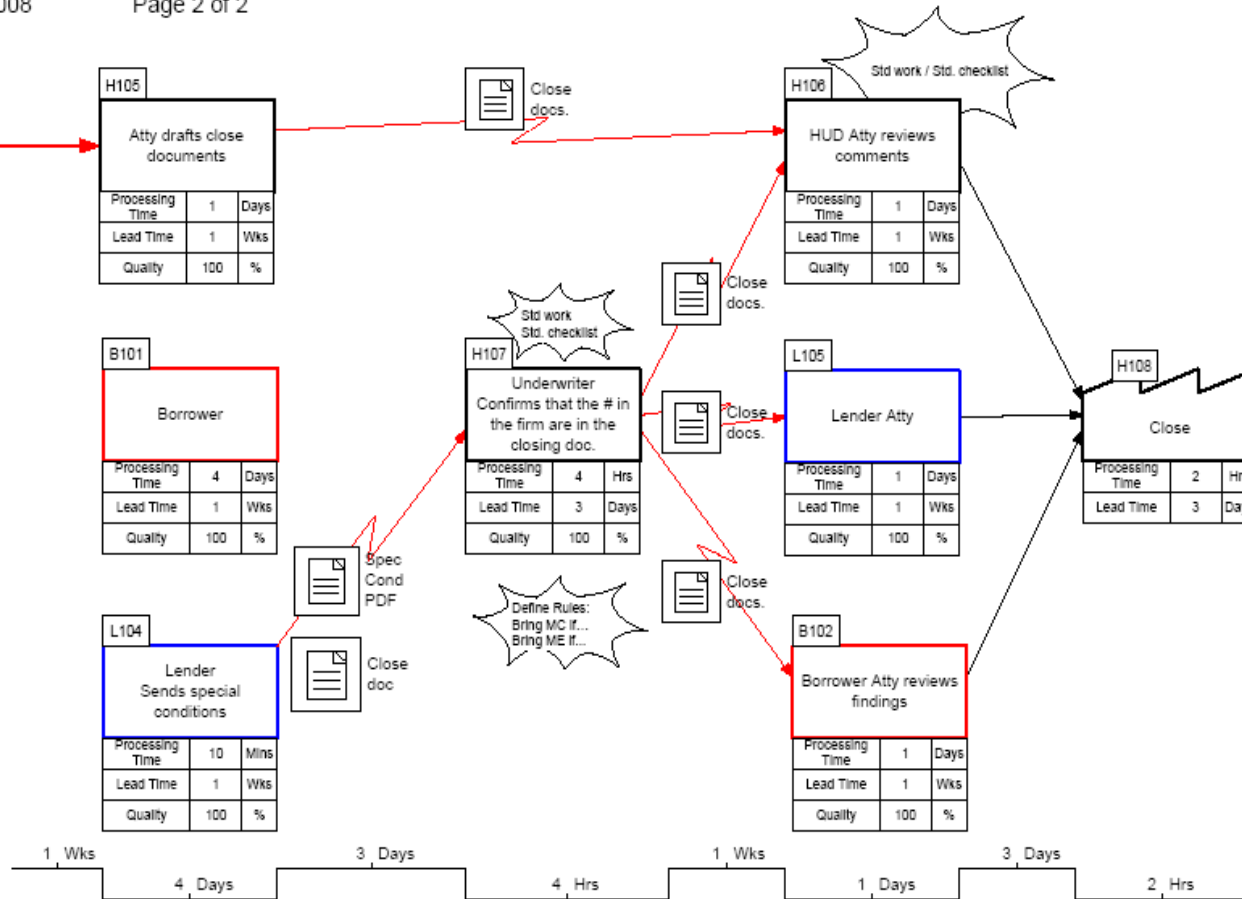 008 Page 2 of 2
Std work / Std. checklist
H105
Atty drafts close
documents
Processing Time 1 Days
Lead Time 1 Wks
Quality 100 %
Close
docs.
H106
HUD Atty reviews
comments
Processing Time 1 Days
Lead Time 1 Wks
Quality 100 %
Close
docs.
Std work
Std. checklist
B101
Borrower
Processing Time 4 Days
Lead Time 1 Wks
Quality 100 %
H107
Underwriter
Confirms that the # in
the firm are in the
closing doc.
Processing Time 4 Hrs
Lead Time 3 Days
Quality 100 %
Close
docs.
L105
Lender Atty
Processing Time 1 Days
Lead Time 1 Wks
Quality 100 %
H108
Close
Processing Time 2
Lead Time 3
Spec
Cond
PDF
Define Rules:
Bring MC if...
Bring ME if...
Close
docs.
L104
Lender
Sends special
conditions
Processing Time 10 Mins
Lead Time 1 Wks
Quality 100 %
Close
doc
B102
Borrower Atty reviews
findings
Processing Time 1 Days
Lead Time 1 Wks
Quality 100 %
1 Wks 3 Days 1 Wks 3 Days
4 Days 4 Hrs 1 Days 2 Hrs